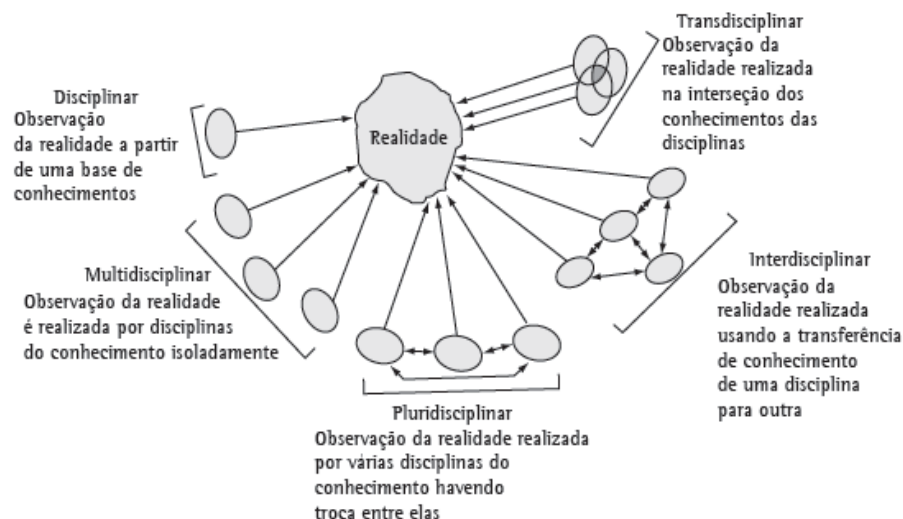 Transdisciplinar
Observação da
realidade realizada
na interseção dos
conhecimentos das
disciplinas
Disciplinar
Observação
da realidade a partir
de uma base de
conhecimentos
Realidade
Multidisciplinar
Observação da realidade
é realizada por disciplinas
do conhecimento isoladamente
Interdisciplinar
Observação da
realidade realizada
usando a transferência
de conhecimento
de uma disciplina
para outra
Pluridisciplinar
Observação da realidade realizada
por várias disciplinas do
conhecimento havendo
troca entre elas